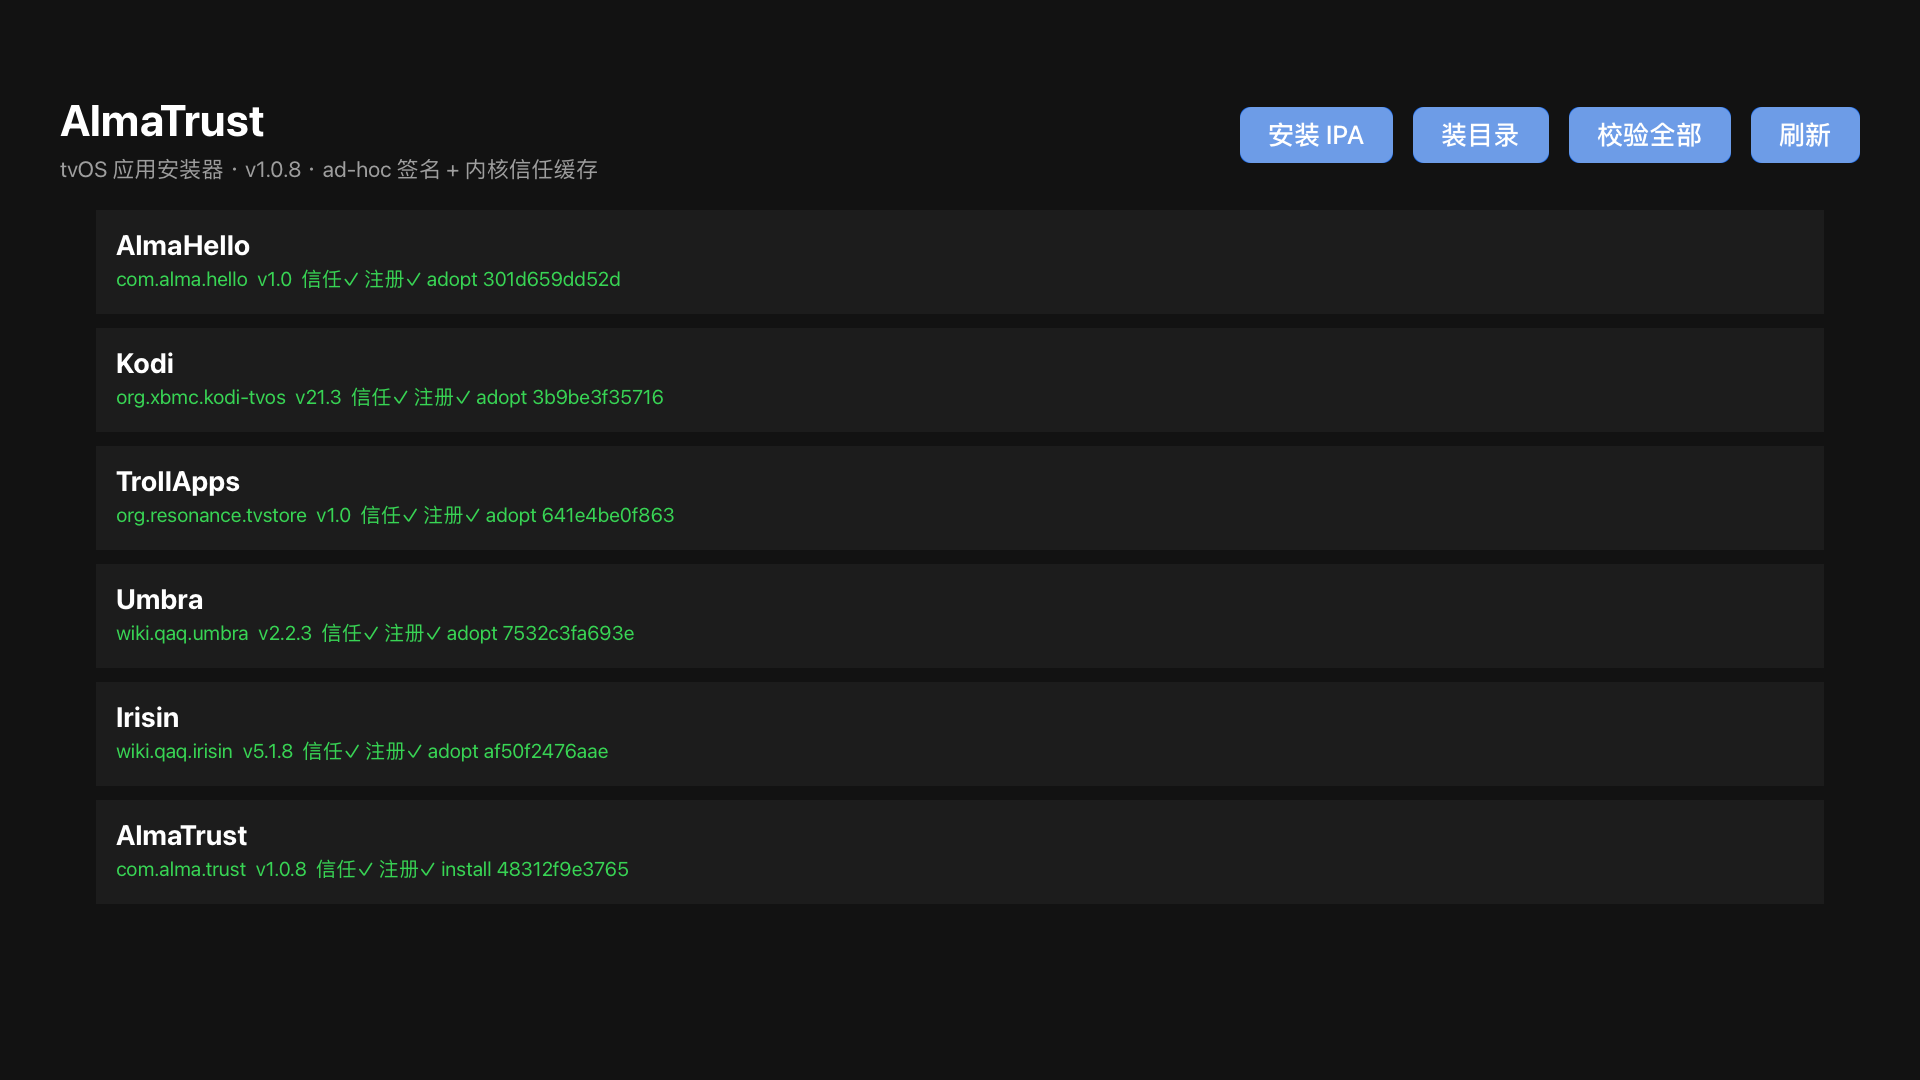 AlmaTrust
tvOS 应用安装器 · v1.0.8 · ad-hoc 签名 + 内核信任缓存
安装 IPA
装目录
校验全部
刷新
AlmaHello
com.alma.hello v1.0 信任✓ 注册✓ adopt 301d659dd52d
Kodi
org.xbmc.kodi-tvos v21.3 信任✓ 注册✓ adopt 3b9be3f35716
TrollApps
org.resonance.tvstore v1.0 信任✓ 注册✓ adopt 641e4be0f863
Umbra
wiki.qaq.umbra v2.2.3 信任✓ 注册✓ adopt 7532c3fa693e
Irisin
wiki.qaq.irisin v5.1.8 信任✓ 注册✓ adopt af50f2476aae
AlmaTrust
com.alma.trust v1.0.8 信任✓ 注册✓ install 48312f9e3765